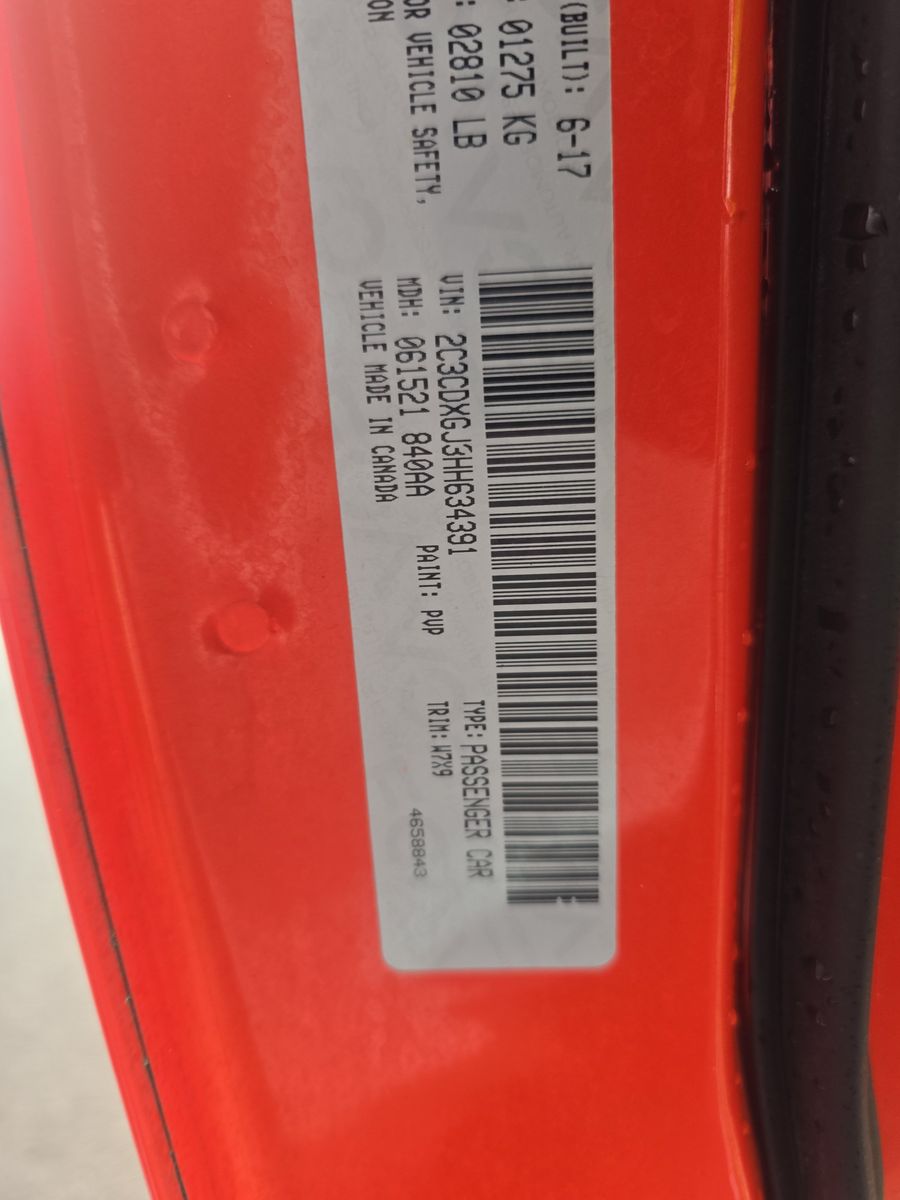 (BUILT): 6-17
: 01275 KG
: 02810 LB
OR VEHICLE SAFETY,
ON
VIN: 2C3CDXGJ3HH634391
TYPE: PASSENGER CAR
MDH: 061521 840AA
PAINT: PVP
TRIM: W7X9
VEHICLE MADE IN CANADA
4658843